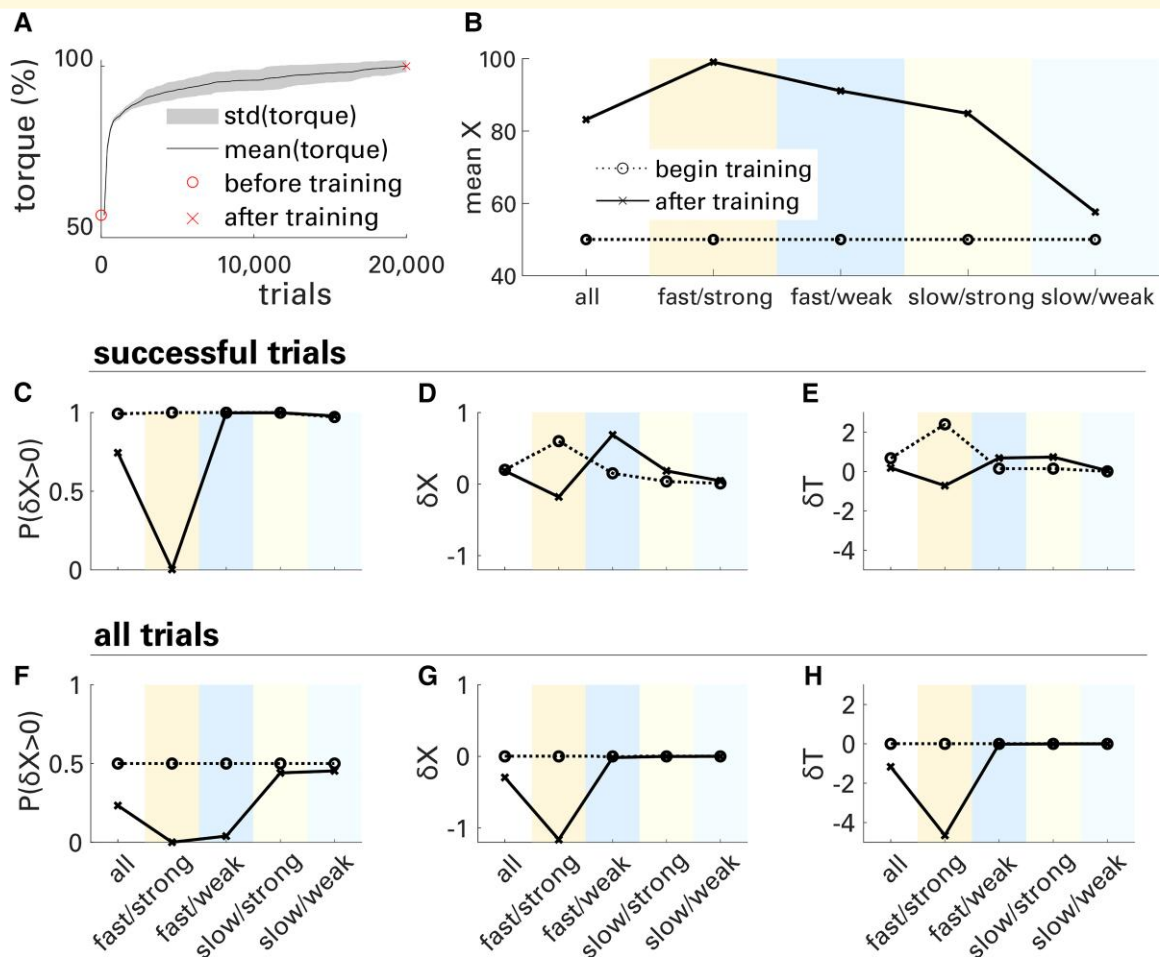 A
torque (%)
100
50
std(torque)
mean(torque)
before training
after training
0
10,000
20,000
trials
B
mean X
100
80
60
40
begin training
after training
all
fast/strong
fast/weak
slow/strong
slow/weak
successful trials
C
P(δX>0)
1
0.5
0
D
δX
1
0
-1
E
δT
2
0
-2
-4
all trials
F
P(δX>0)
1
0.5
0
all
fast/strong
fast/weak
slow/strong
slow/weak
G
δX
1
0
-1
all
fast/strong
fast/weak
slow/strong
slow/weak
H
δT
2
0
-2
-4
all
fast/strong
fast/weak
slow/strong
slow/weak